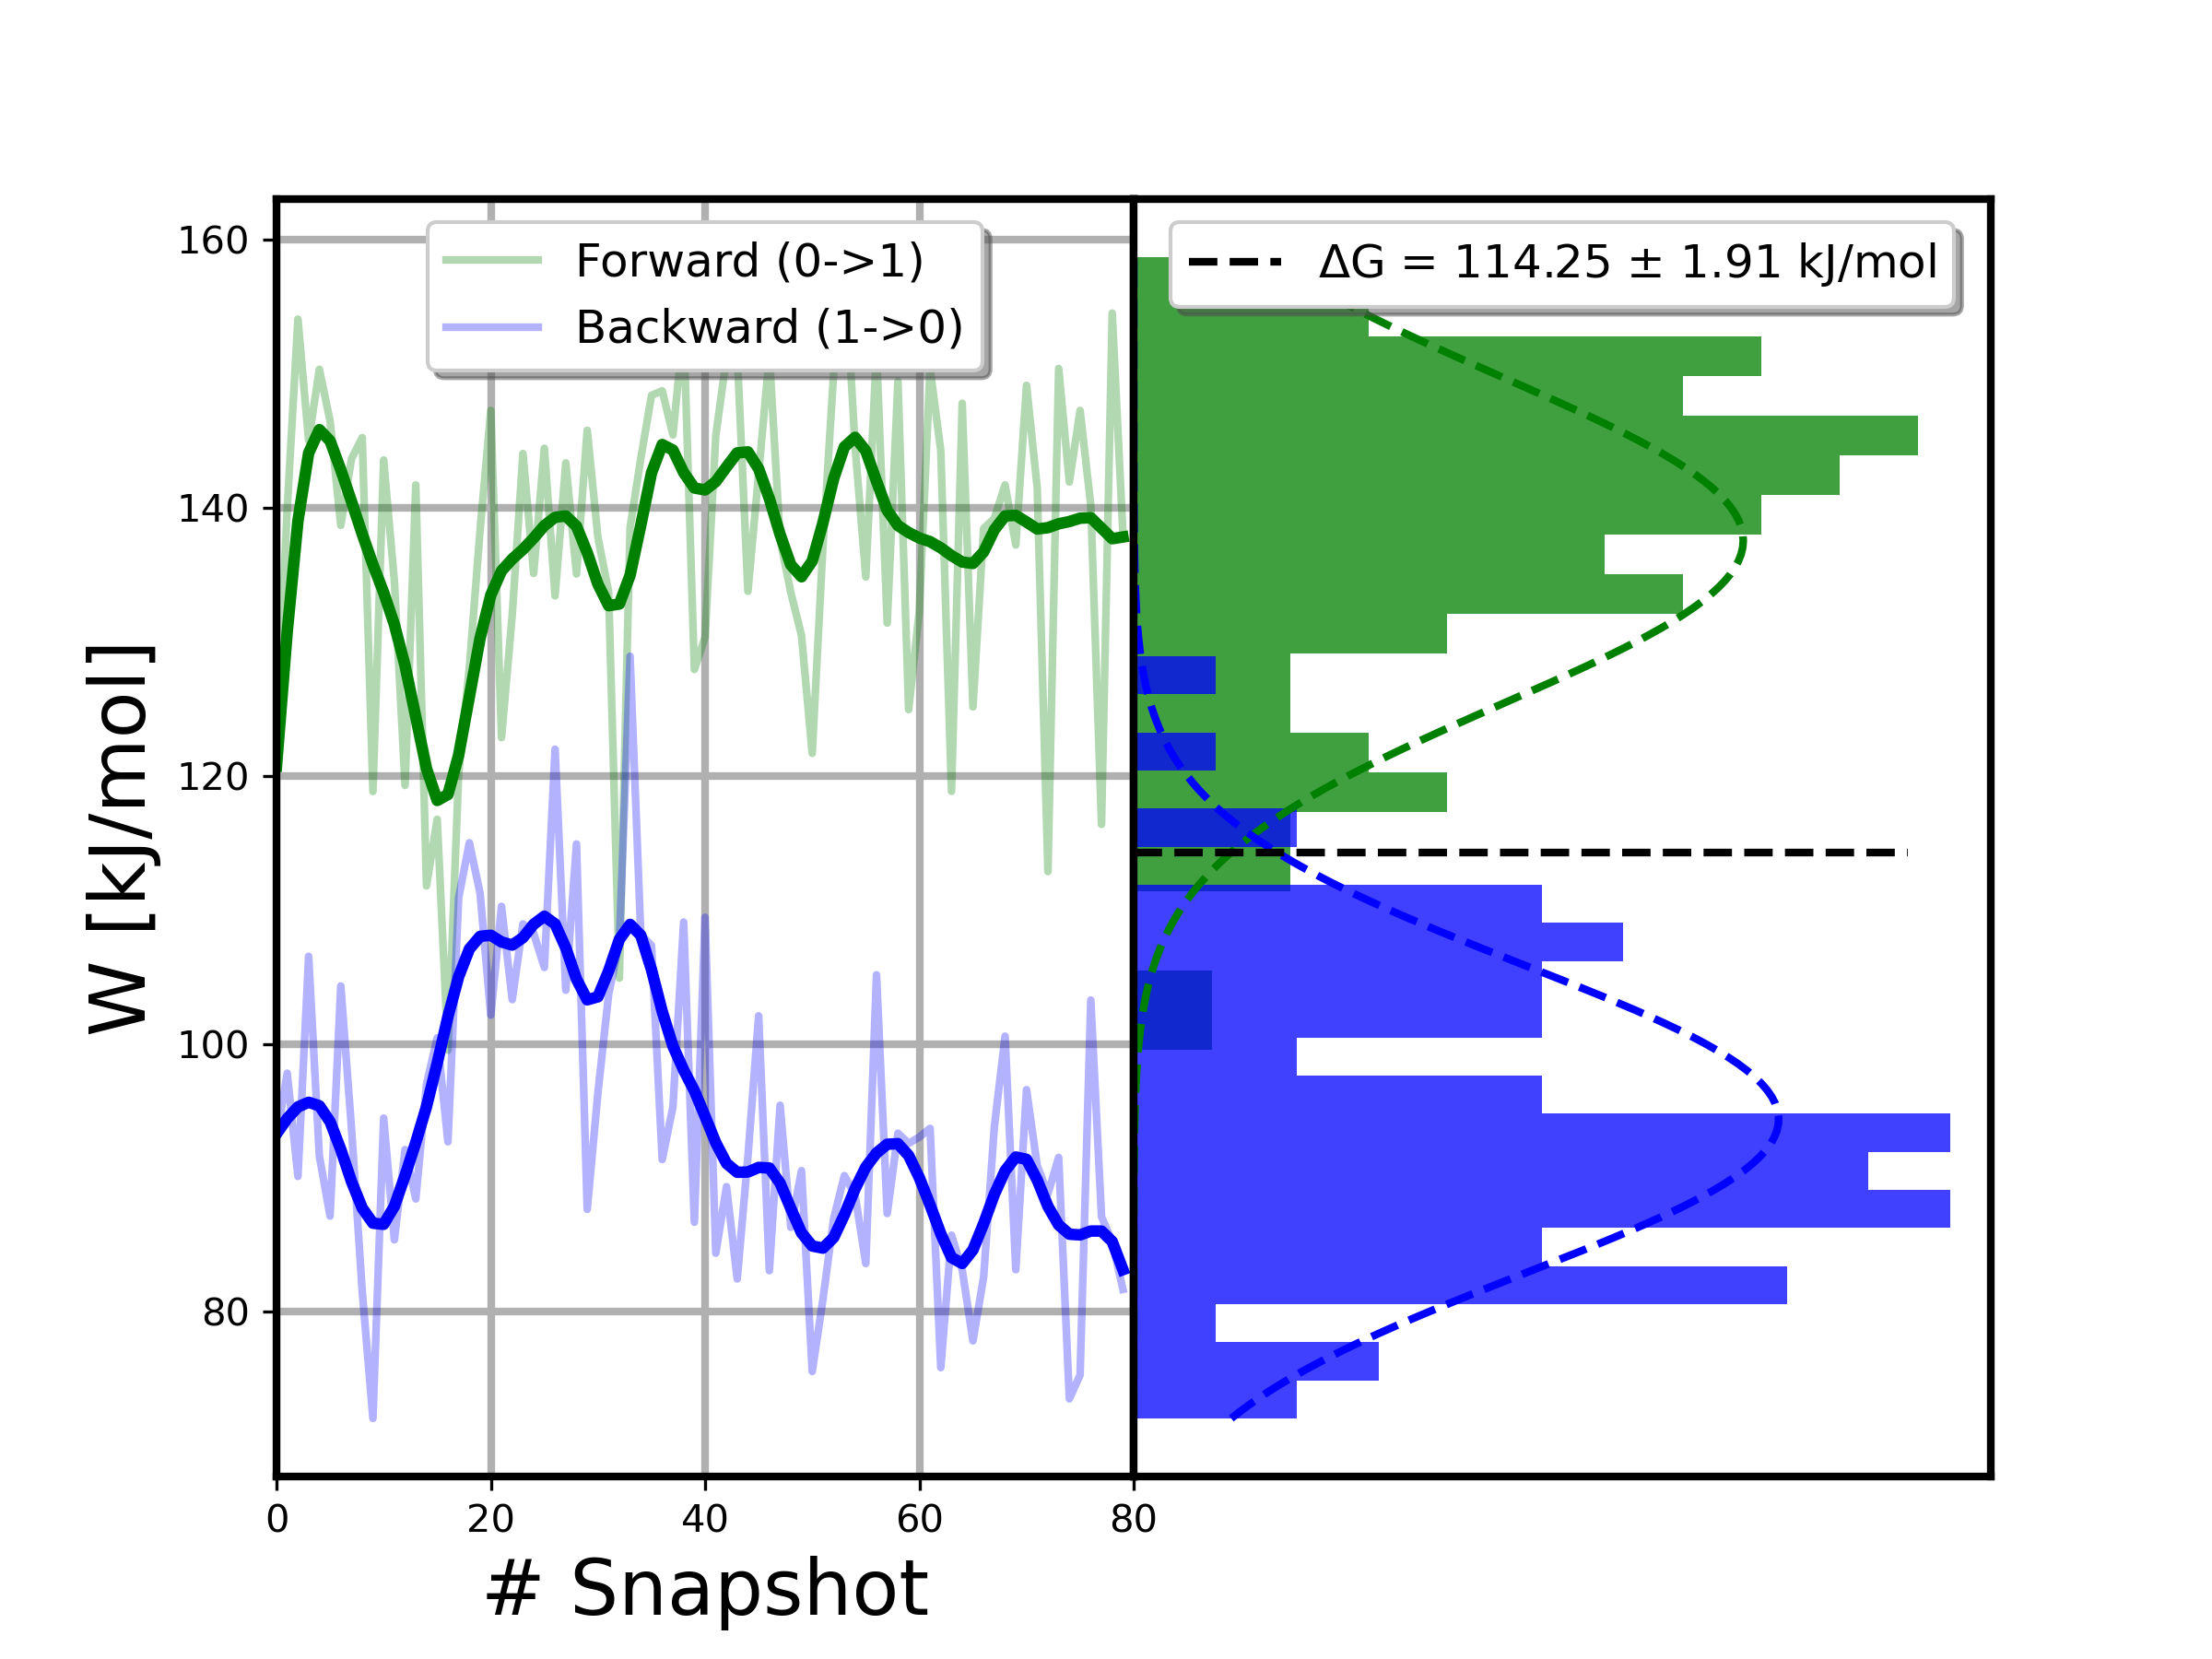 Forward (0->1)
Backward (1->0)
ΔG = 114.25 ± 1.91 kJ/mol
160
140
120
100
80
W [kJ/mol]
0 20 40 60 80
# Snapshot